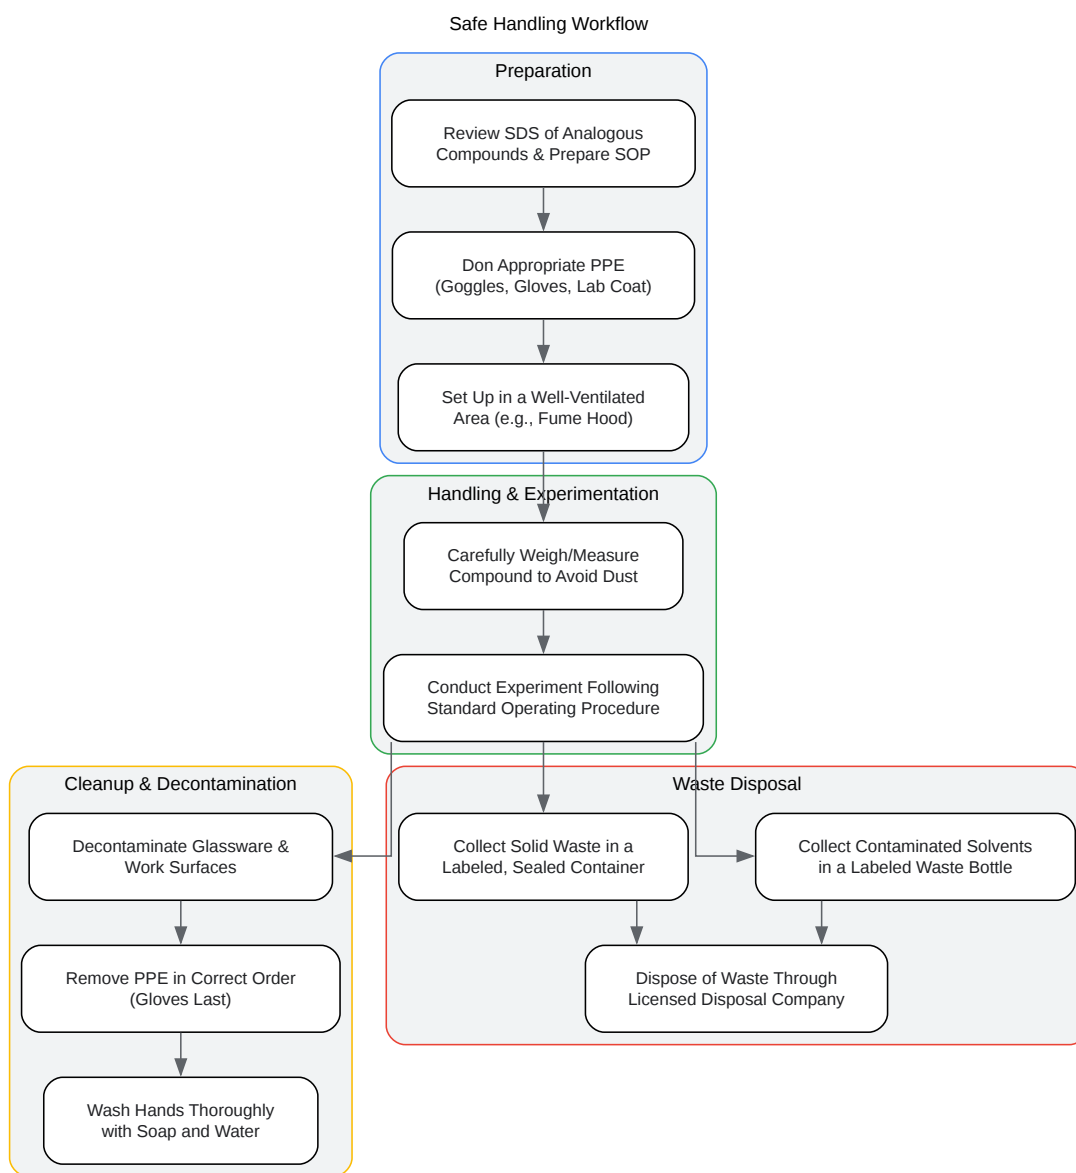 Safe Handling Workflow
Preparation
Review SDS of Analogous
Compounds & Prepare SOP
Don Appropriate PPE
(Goggles, Gloves, Lab Coat)
Set Up in a Well-Ventilated
Area (e.g., Fume Hood)
Handling & Experimentation
Carefully Weigh/Measure
Compound to Avoid Dust
Conduct Experiment Following
Standard Operating Procedure
Cleanup & Decontamination
Decontaminate Glassware &
Work Surfaces
Remove PPE in Correct Order
(Gloves Last)
Wash Hands Thoroughly
with Soap and Water
Waste Disposal
Collect Solid Waste in a
Labeled, Sealed Container
Collect Contaminated Solvents
in a Labeled Waste Bottle
Dispose of Waste Through
Licensed Disposal Company